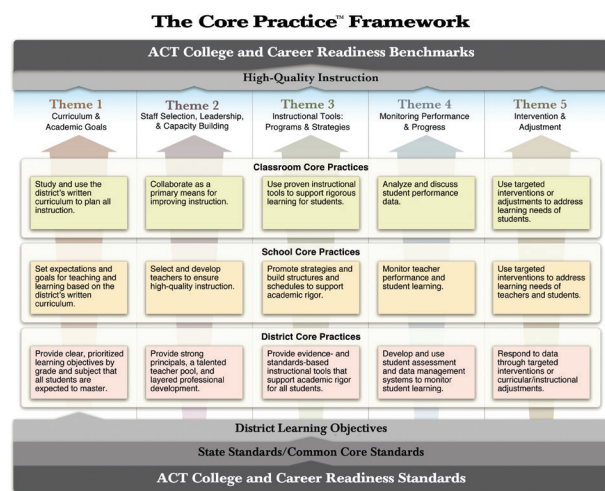 The Core Practice™ Framework
ACT College and Career Readiness Benchmarks
High-Quality Instruction
Theme 1
Curriculum &
Academic Goals
Theme 2
Staff Selection, Leadership,
& Capacity Building
Theme 3
Instructional Tools:
Programs & Strategies
Theme 4
Monitoring Performance
& Progress
Theme 5
Intervention &
Adjustment
Classroom Core Practices
Study and use the
district's written
curriculum to plan all
instruction.
Collaborate as a
primary means for
improving instruction.
Use proven instructional
tools to support rigorous
learning for students.
Analyze and discuss
student performance
data.
Use targeted
interventions or
adjustments to address
learning needs of
students.
School Core Practices
Set expectations and
goals for teaching and
learning based on the
district's written
curriculum.
Select and develop
teachers to ensure
high-quality instruction.
Promote strategies and
build structures and
schedules to support
academic rigor.
Monitor teacher
performance and
student learning.
Use targeted
interventions to address
learning needs of
teachers and students.
District Core Practices
Provide clear, prioritized
learning objectives by
grade and subject that
all students are
expected to master.
Provide strong
principals, a talented
teacher pool, and
layered professional
development.
Provide evidence- and
standards-based
instructional tools that
support academic rigor
for all students.
Develop and use
student assessment
and data management
systems to monitor
student learning.
Respond to data
through targeted
interventions or
curricular/instructional
adjustments.
District Learning Objectives
State Standards/Common Core Standards
ACT College and Career Readiness Standards